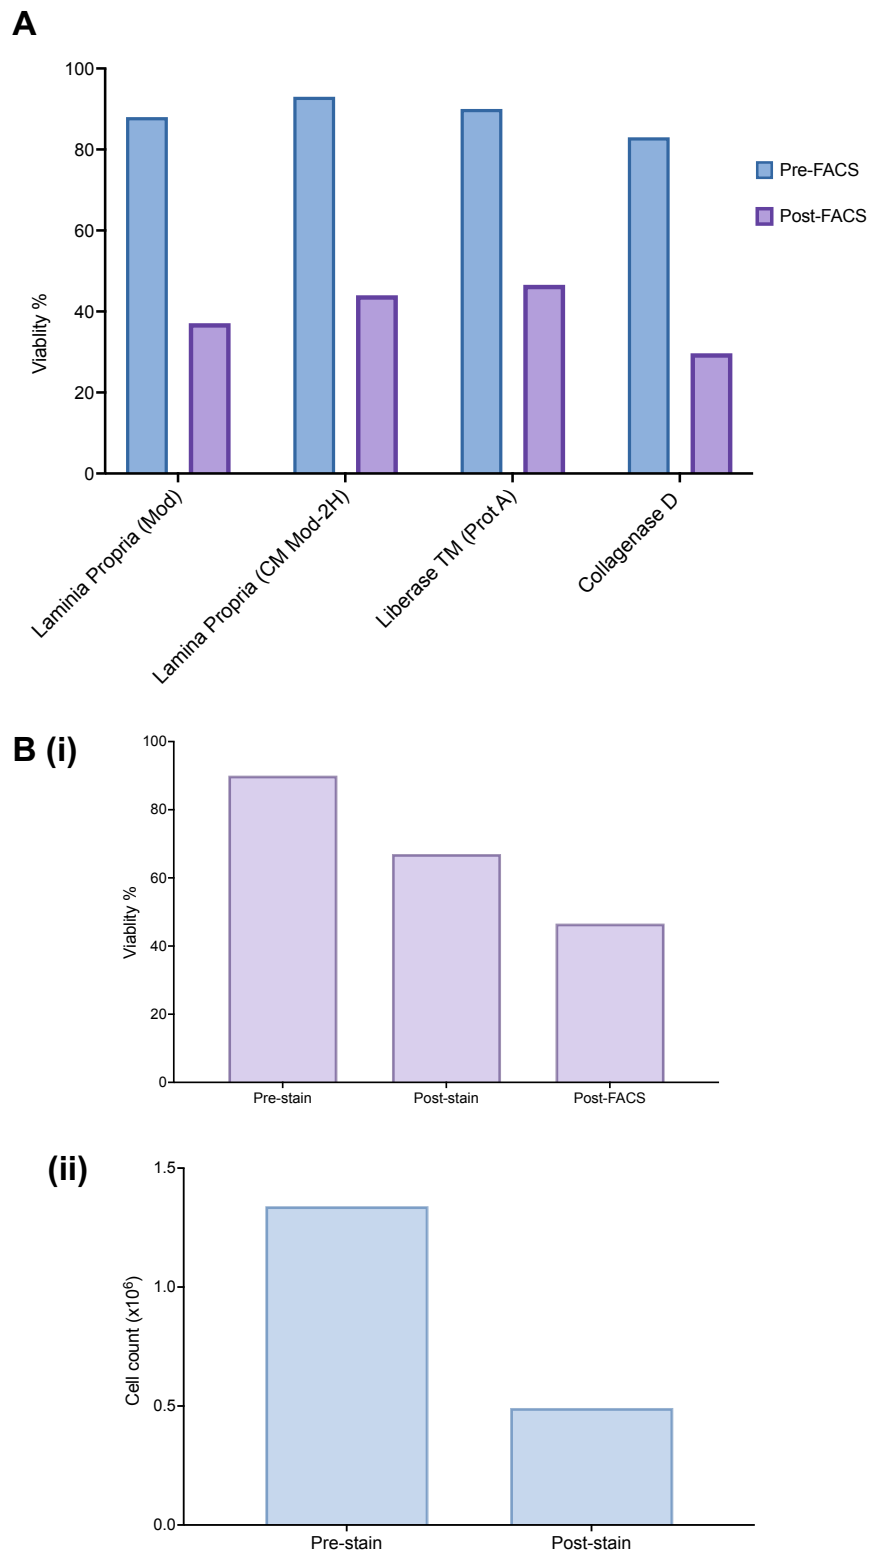 A
100
80
60
40
20
0
Viablity %
Pre-FACS
Post-FACS
Laminia Propria (Mod)
Lamina Propria (CM Mod-2H)
Liberase TM (Prot A)
Collagenase D
B (i)
100
80
60
40
20
0
Viablity %
Pre-stain
Post-stain
Post-FACS
(ii)
1.5
1.0
0.5
0.0
Cell count (x10⁶)
Pre-stain
Post-stain